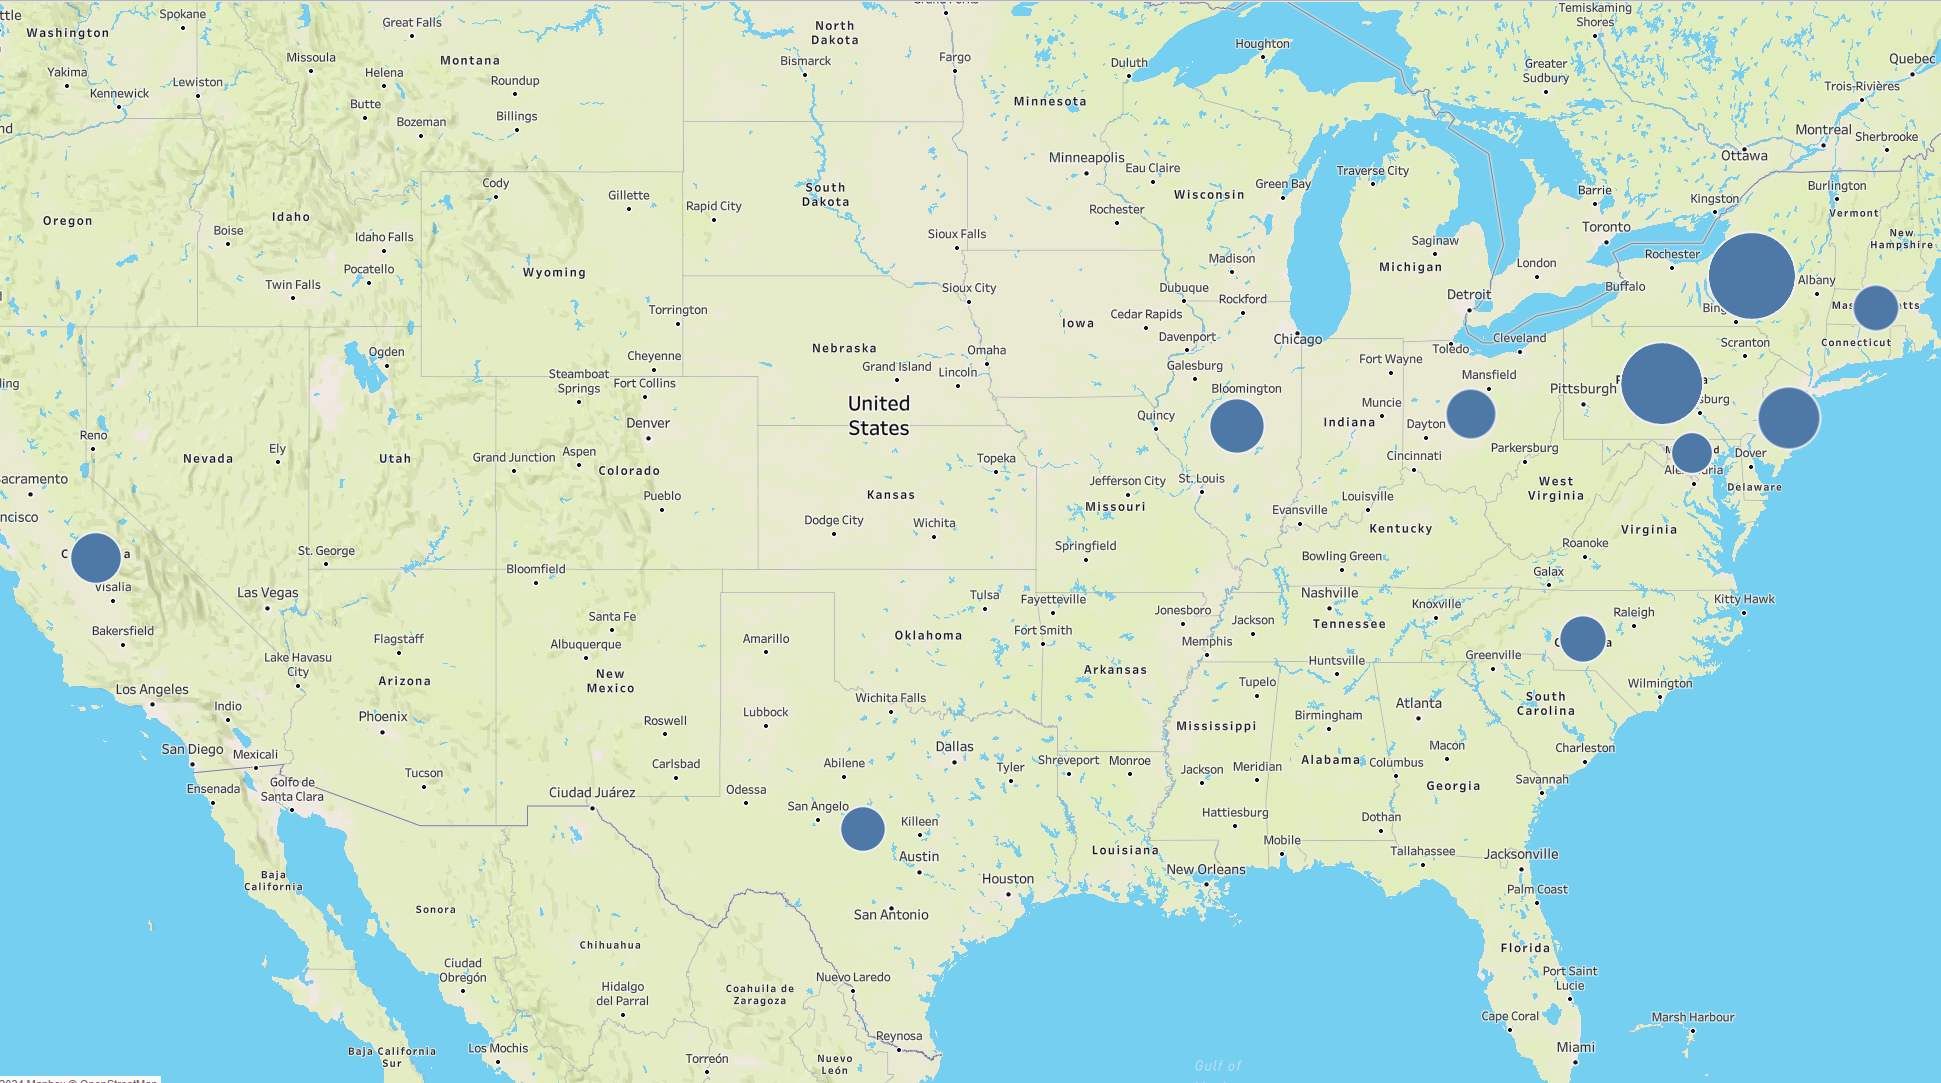 Spokane
Great Falls
Washington
North
Dakota
Temiskaming
Shores
Missoula
Montana
Bismarck
Fargo
Houghton
Duluth
Quebec
Yakima
Lewiston
Helena
Roundup
Greater
Sudbury
Kennewick
Butte
Billings
Minnesota
Trois-Rivières
Bozeman
Montreal
Sherbrooke
Minneapolis
Eau Claire
Traverse City
Ottawa
Cody
Gillette
South
Dakota
Wisconsin
Green Bay
Barrie
Burlington
Oregon
Idaho
Rapid City
Rochester
Kingston
Vermont
Boise
Idaho Falls
Sioux Falls
Saginaw
Toronto
New
Hampshire
Wyoming
Pocatello
Madison
Michigan
London
Rochester
Twin Falls
Sioux City
Dubuque
Rockford
Detroit
Buffalo
Albany
Torrington
Iowa
Cedar Rapids
Davenport
Chicago
Toledo
Cleveland
Connecticut
Ogden
Cheyenne
Nebraska
Grand Island
Omaha
Lincoln
Galesburg
Fort Wayne
Scranton
Steamboat
Springs
Fort Collins
United
States
Bloomington
Mansfield
Pittsburgh
Denver
Quincy
Muncie
Indiana
Dayton
Reno
Nevada
Ely
Utah
Grand Junction
Aspen
Colorado
Topeka
Cincinnati
Parkersburg
Dover
Delaware
Pueblo
Kansas
Jefferson City
Missouri
St. Louis
West
Virginia
Dodge City
Wichita
Evansville
Louisville
Kentucky
Virginia
St. George
Bloomfield
Springfield
Bowling Green
Roanoke
Galax
Visalia
Las Vegas
Tulsa
Fayetteville
Jonesboro
Nashville
Tennessee
Knoxville
Kitty Hawk
Raleigh
Bakersfield
Flagstaff
Santa Fe
Albuquerque
Amarillo
Oklahoma
Fort Smith
Memphis
Jackson
Lake Havasu
City
Arizona
New
Mexico
Arkansas
Huntsville
Greenville
Los Angeles
Indio
Phoenix
Roswell
Lubbock
Wichita Falls
Tupelo
Mississippi
Birmingham
Atlanta
South
Carolina
Wilmington
San Diego
Mexicali
Carlsbad
Abilene
Dallas
Tyler
Shreveport
Monroe
Jackson
Meridian
Alabama
Columbus
Macon
Georgia
Charleston
Savannah
Ensenada
Golfo de
Santa Clara
Tucson
Ciudad Juárez
Odessa
San Angelo
Killeen
Austin
Louisiana
Hattiesburg
Mobile
Dothan
Tallahassee
Jacksonville
Baja
California
Sonora
Houston
San Antonio
New Orleans
Palm Coast
Chihuahua
Florida
Ciudad
Obregón
Hidalgo
del Parral
Coahuila de
Zaragoza
Nuevo Laredo
Port Saint
Lucie
Cape Coral
Marsh Harbour
Baja California
Sur
Los Mochis
Torreón
Nuevo
León
Reynosa
Gulf of
Miami